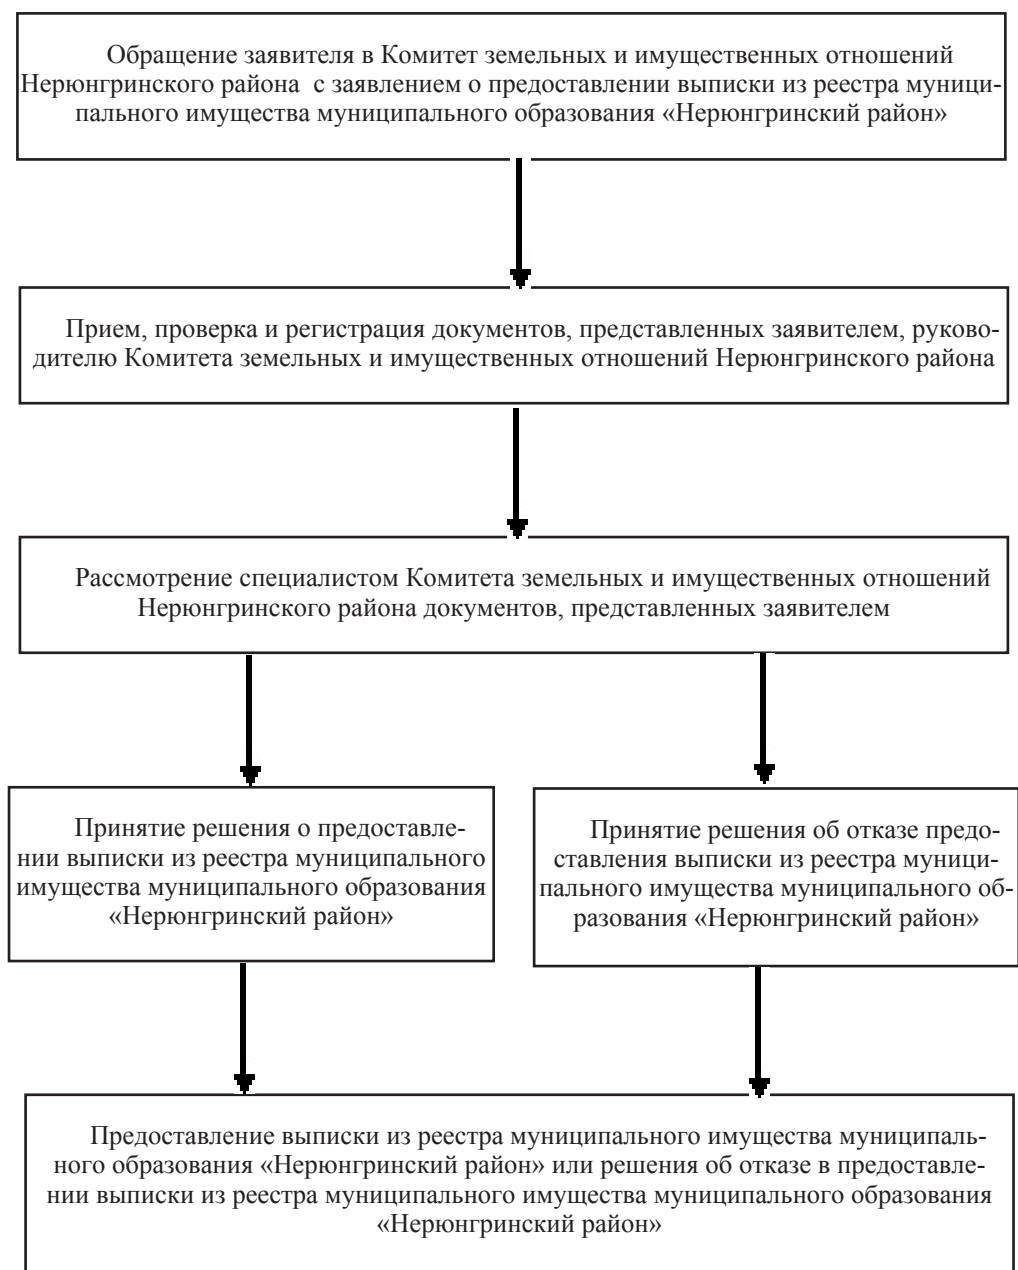 Обращение заявителя в Комитет земельных и имущественных отношений
Нерюнгринского района с заявлением о предоставлении выписки из реестра муници-
пального имущества муниципального образования «Нерюнгринский район»
Прием, проверка и регистрация документов, представленных заявителем, руково-
дителю Комитета земельных и имущественных отношений Нерюнгринского района
Рассмотрение специалистом Комитета земельных и имущественных отношений
Нерюнгринского района документов, представленных заявителем
Принятие решения о предоставле-
нии выписки из реестра муниципального
имущества муниципального образования
«Нерюнгринский район»
Принятие решения об отказе предо-
ставления выписки из реестра муници-
пального имущества муниципального об-
разования «Нерюнгринский район»
Предоставление выписки из реестра муниципального имущества муниципаль-
ного образования «Нерюнгринский район» или решения об отказе в предоставле-
нии выписки из реестра муниципального имущества муниципального образования
«Нерюнгринский район»